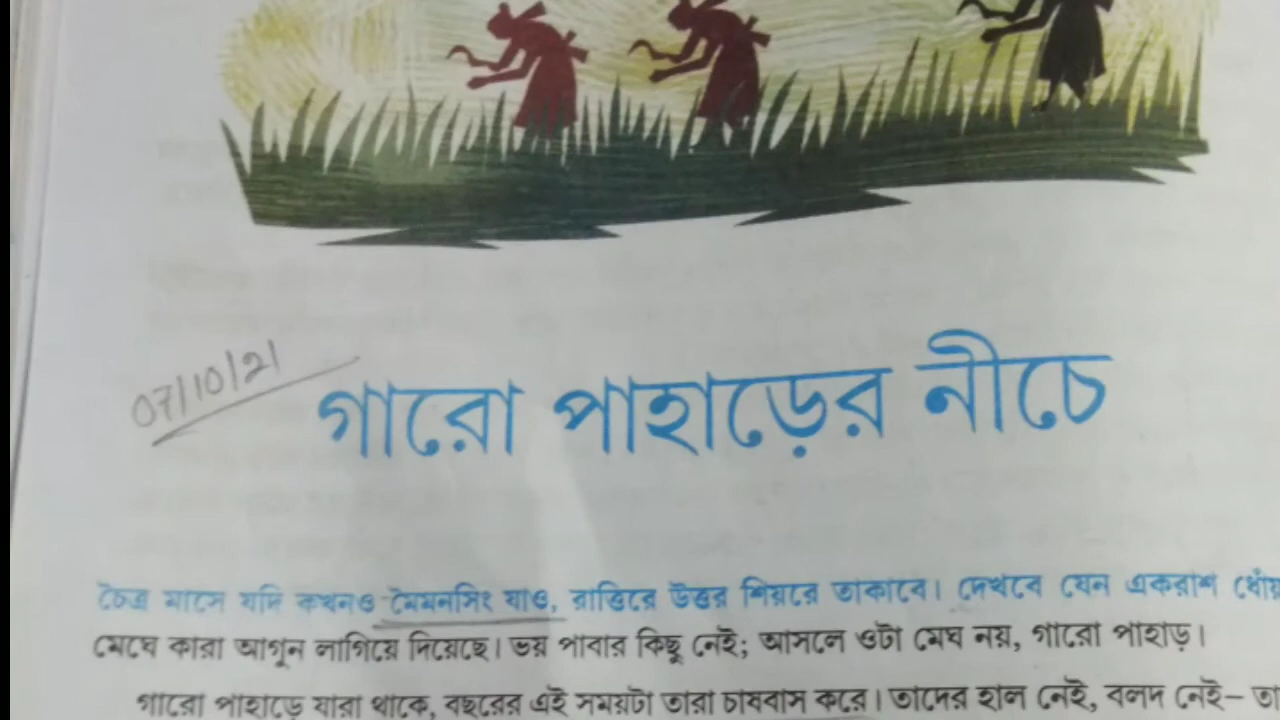 07/10/21
গারো পাহাড়ের নীচে
চৈত্র মাসে যদি কখনও মৈমনসিং যাও, রাত্তিরে উত্তর শিয়রে তাকাবে। দেখবে যেন একরাশ
মেঘে কারা আগুন লাগিয়ে দিয়েছে। ভয় পাবার কিছু নেই; আসলে ওটা মেঘ নয়, গারো পাহাড়।
গারো পাহাড়ে যারা থাকে, বছরের এই সময়টা তারা চাষবাস করে। তাদের হাল নেই, বলদ নেই–